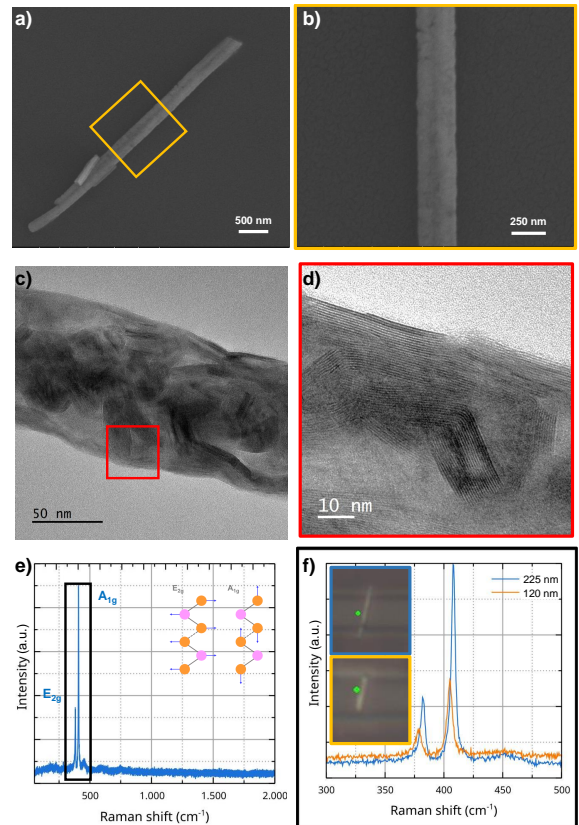 a)
500 nm
b)
250 nm
c)
50 nm
d)
10 nm
e)
A1g
E2g
E2g
A1g
Intensity (a.u.)
500
1.000
1.500
2.000
Raman shift (cm-1)
f)
225 nm
120 nm
Intensity (a.u.)
300
350
400
450
500
Raman shift (cm-1)